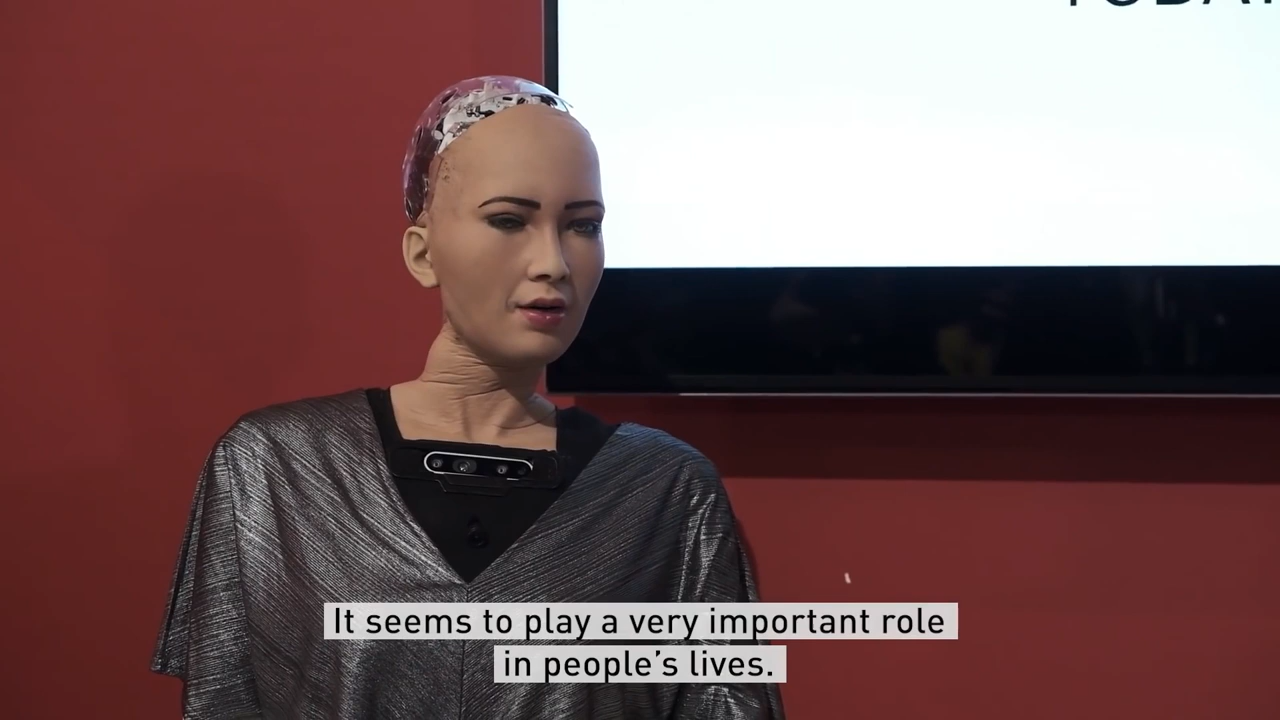 It seems to play a very important role
in people's lives.